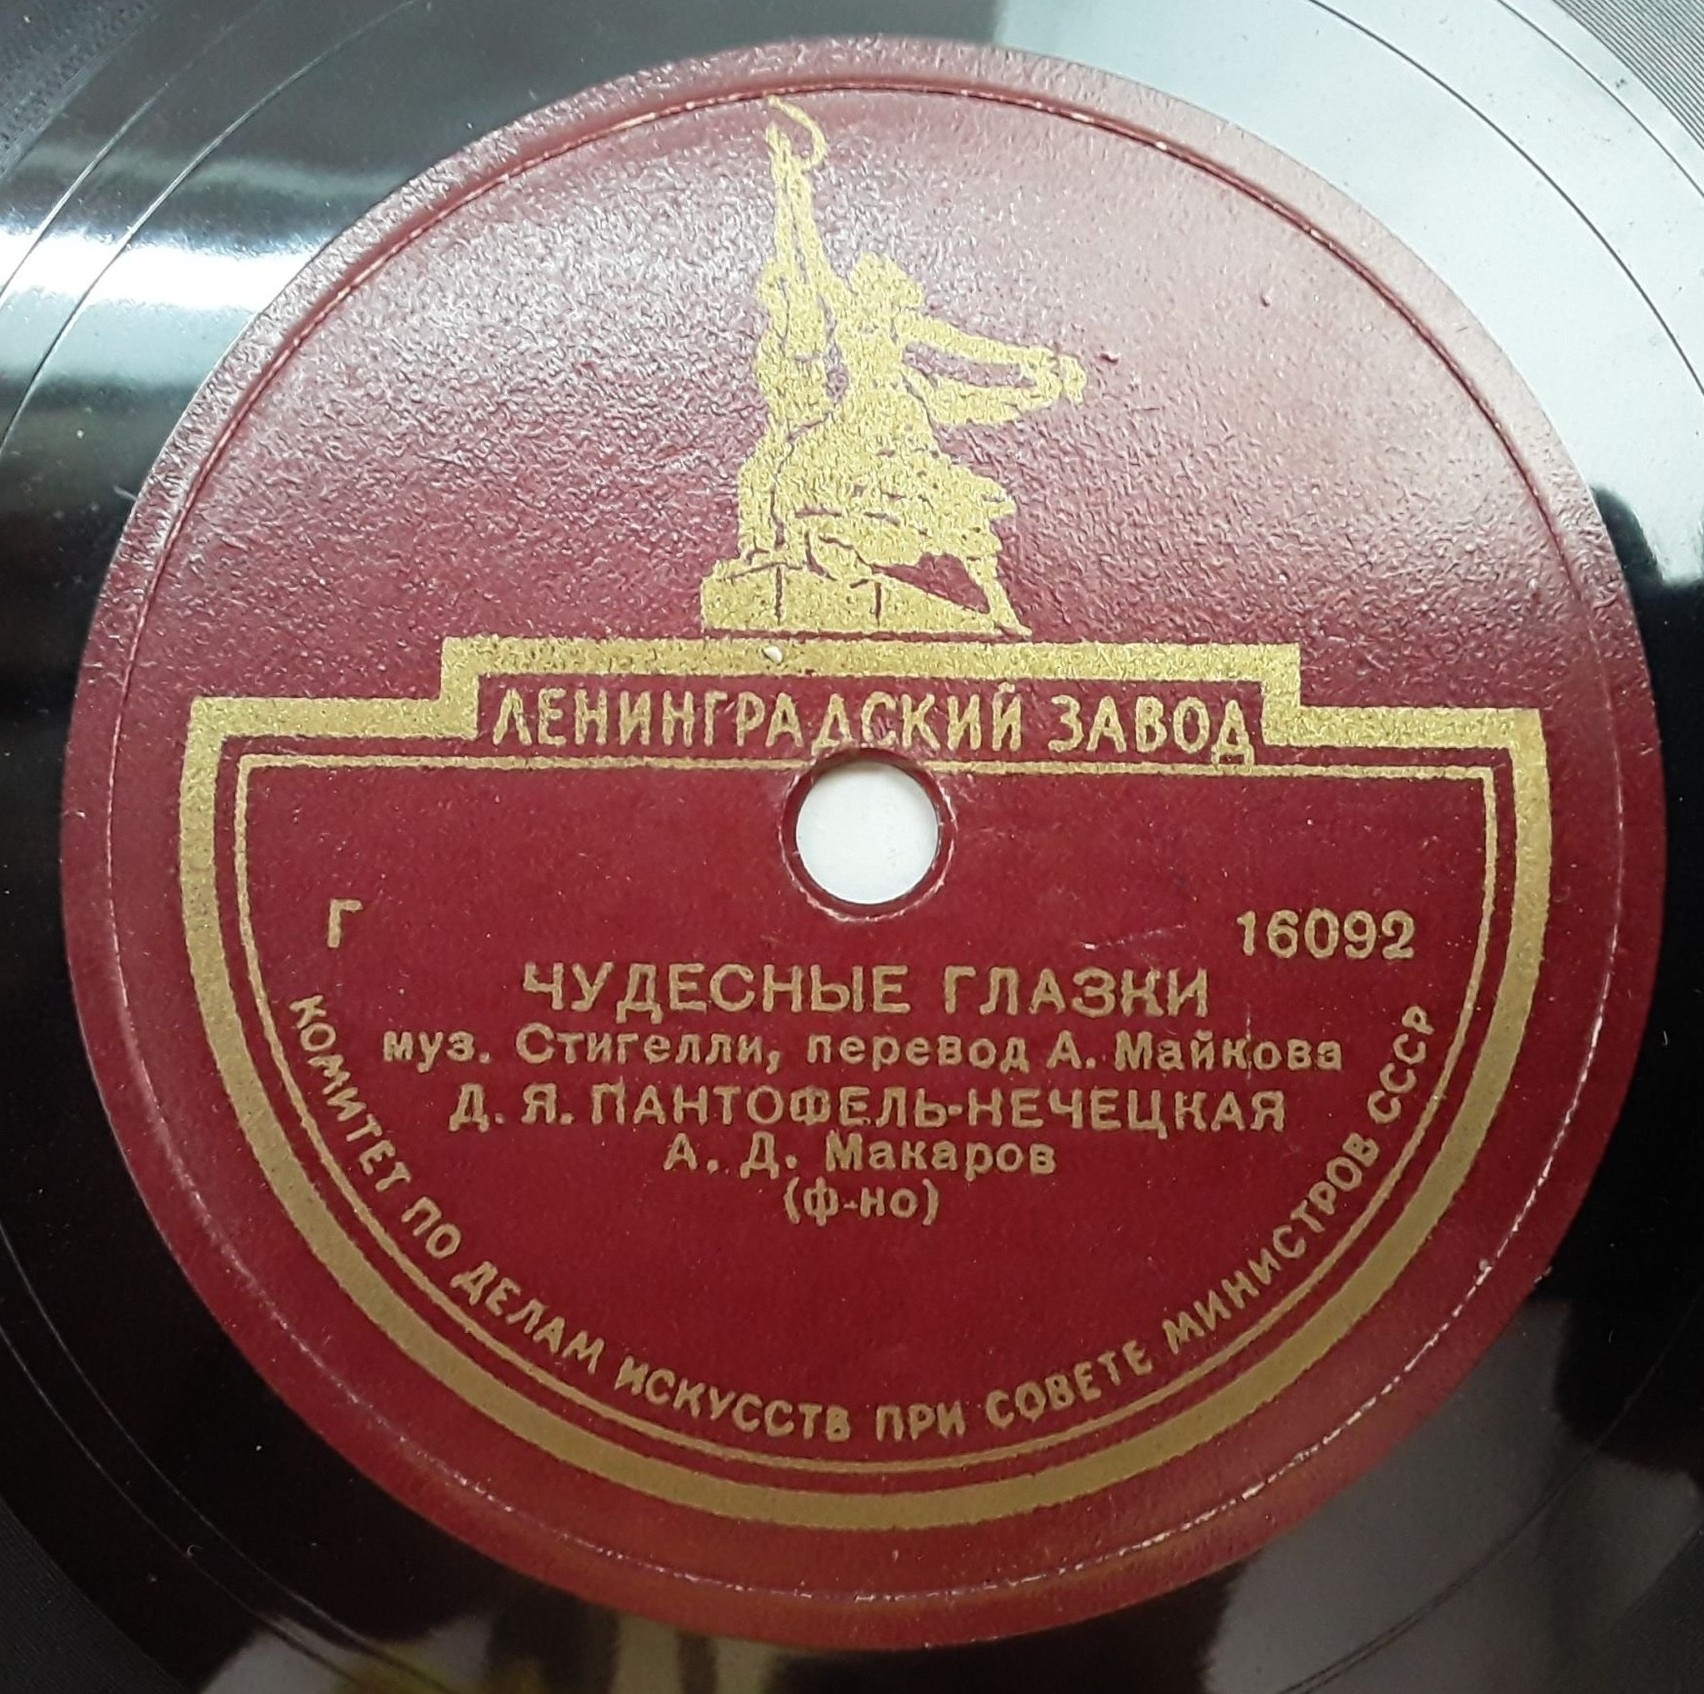 ЛЕНИНГРАДСКИЙ ЗАВОД
Г 16092
ЧУДЕСНЫЕ ГЛАЗКИ
муз. Стигелли, перевод А. Майкова
Д. Я. ПАНТОФЕЛЬ-НЕЧЕЦКАЯ
А. Д. Макаров
(ф-но)
КОМИТЕТ ПО ДЕЛАМ ИСКУССТВ ПРИ СОВЕТЕ МИНИСТРОВ СССР